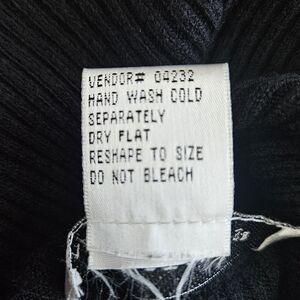 VENDOR# 04232
HAND WASH COLD
SEPARATELY
DRY FLAT
RESHAPE TO SIZE
DO NOT BLEACH